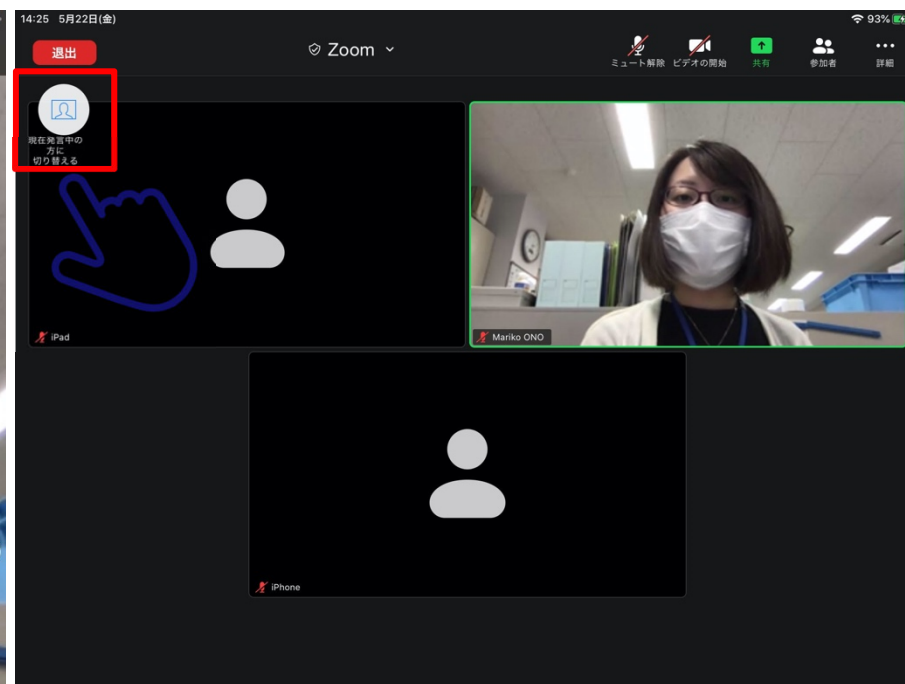 14:25 5月22日(金)
93%
退出
Zoom
ミュート解除 ビデオの開始 共有 参加者 詳細
現在発言中の
方に
切り替える
iPad
Mariko ONO
iPhone